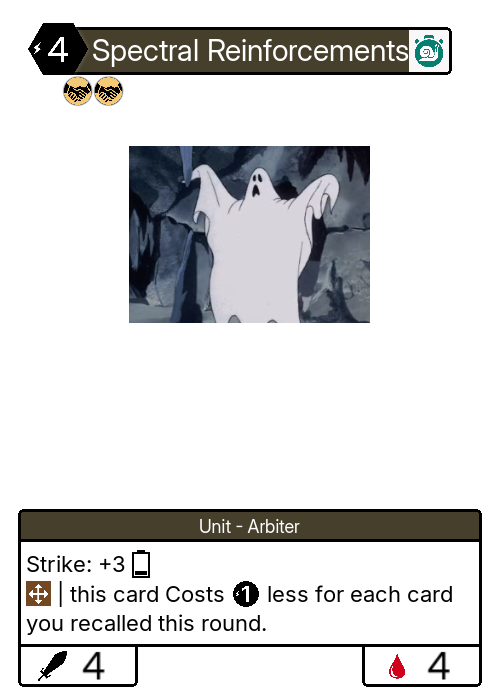 4 Spectral Reinforcements
Unit - Arbiter
Strike: +3
| this card Costs 1 less for each card
you recalled this round.
4 4